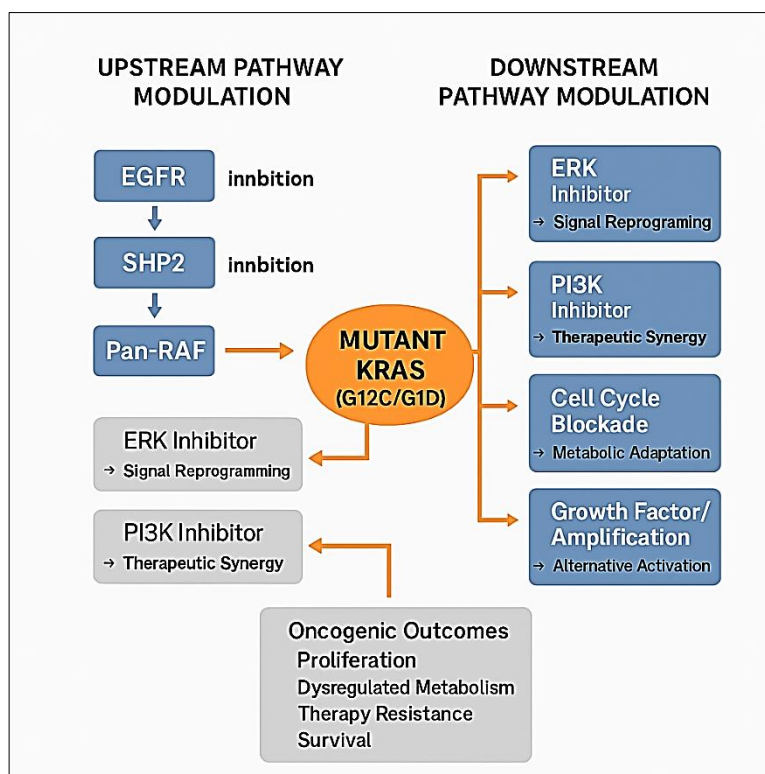 UPSTREAM PATHWAY
MODULATION
EGFR
innbition
SHP2
innbition
Pan-RAF
MUTANT
KRAS
(G12C/G1D)
ERK Inhibitor
→ Signal Reprogramming
PI3K Inhibitor
→ Therapeutic Synergy
Oncogenic Outcomes
Proliferation
Dysregulated Metabolism
Therapy Resistance
Survival
DOWNSTREAM
PATHWAY MODULATION
ERK
Inhibitor
→ Signal Reprograming
PI3K
Inhibitor
→ Therapeutic Synergy
Cell Cycle
Blockade
→ Metabolic Adaptation
Growth Factor/
Amplification
→ Alternative Activation